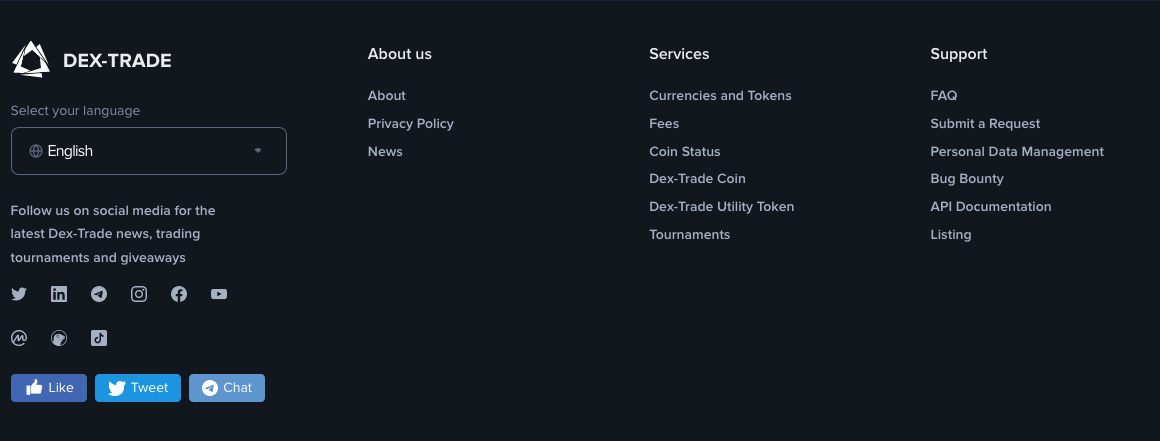 DEX-TRADE
Select your language
English
Follow us on social media for the
latest Dex-Trade news, trading
tournaments and giveaways
Like
Tweet
Chat
About us
About
Privacy Policy
News
Services
Currencies and Tokens
Fees
Coin Status
Dex-Trade Coin
Dex-Trade Utility Token
Tournaments
Support
FAQ
Submit a Request
Personal Data Management
Bug Bounty
API Documentation
Listing